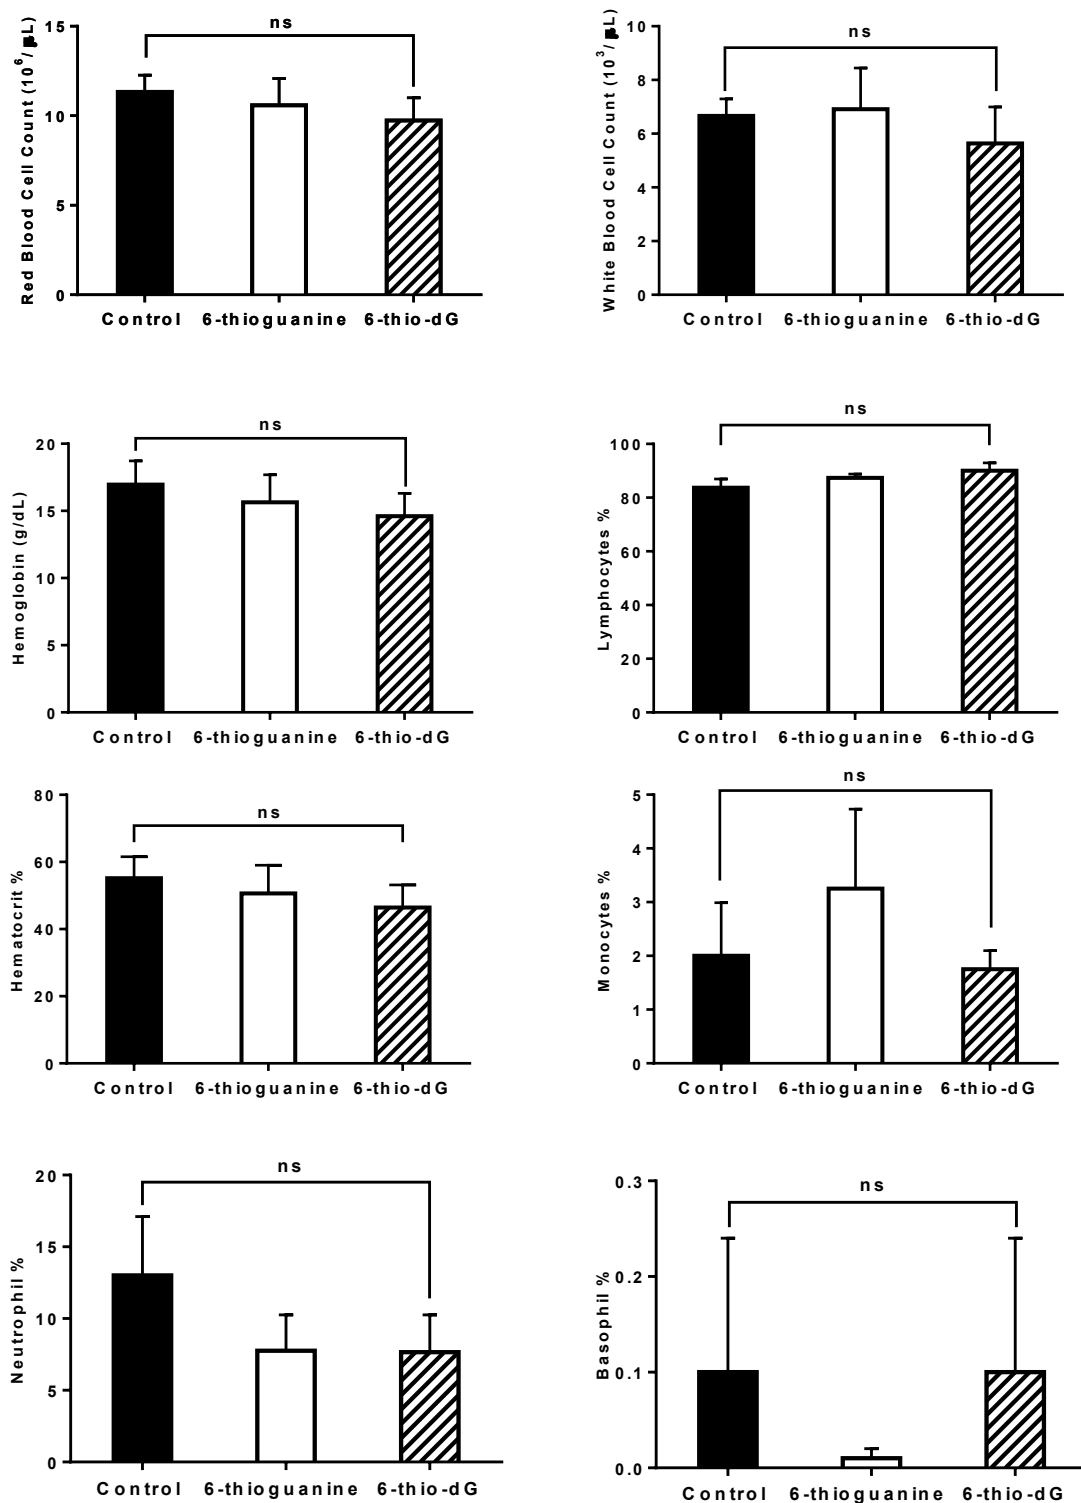 ns
Red Blood Cell Count (10^6/μL)
15
10
5
0
Control 6-thioguanine 6-thio-dG
ns
White Blood Cell Count (10^3/μL)
10
8
6
4
2
0
Control 6-thioguanine 6-thio-dG
ns
Hemoglobin (g/dL)
20
15
10
5
0
Control 6-thioguanine 6-thio-dG
ns
Lymphocytes %
100
80
60
40
20
0
Control 6-thioguanine 6-thio-dG
ns
Hematocrit %
80
60
40
20
0
Control 6-thioguanine 6-thio-dG
ns
Monocytes %
5
4
3
2
1
0
Control 6-thioguanine 6-thio-dG
ns
Neutrophil %
20
15
10
5
0
Control 6-thioguanine 6-thio-dG
ns
Basophil %
0.3
0.2
0.1
0.0
Control 6-thioguanine 6-thio-dG